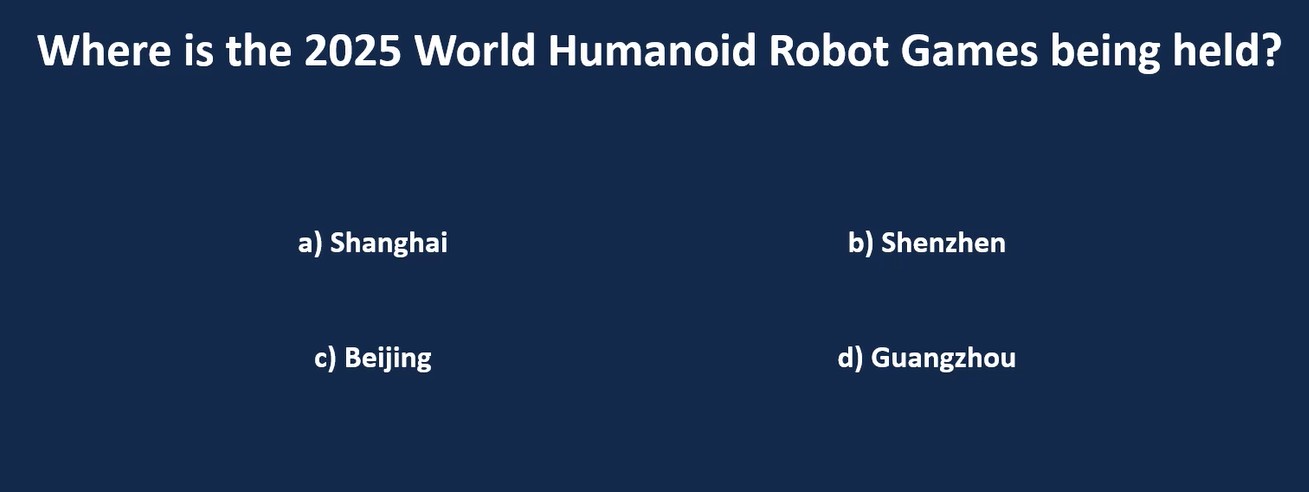 Where is the 2025 World Humanoid Robot Games being held?
a) Shanghai
b) Shenzhen
c) Beijing
d) Guangzhou